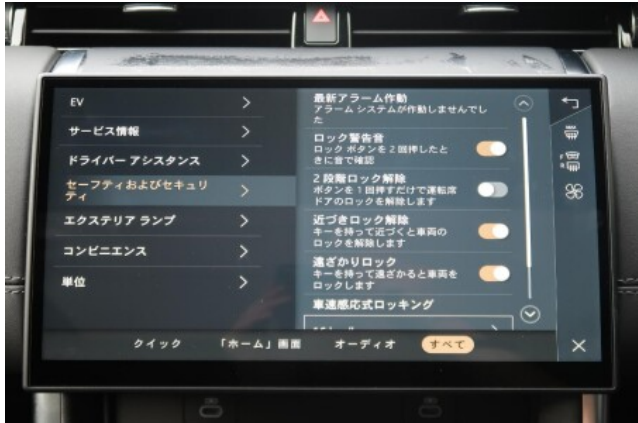 EV
サービス情報
ドライバー アシスタンス
セーフティおよびセキュリ
ティ
エクステリア ランプ
コンビニエンス
単位
最新アラーム作動
アラーム システムが作動しませんでし
た
ロック警告音
ロック ボタンを2回押したと
きに音で確認
2段階ロック解除
ボタンを1回押すだけで運転席
ドアのロックを解除します
近づきロック解除
キーを持って近づくと車両の
ロックを解除します
遠ざかりロック
キーを持って遠ざかると車両を
ロックします
車速感応式ロッキング
クイック
「ホーム」画面
オーディオ
すべて